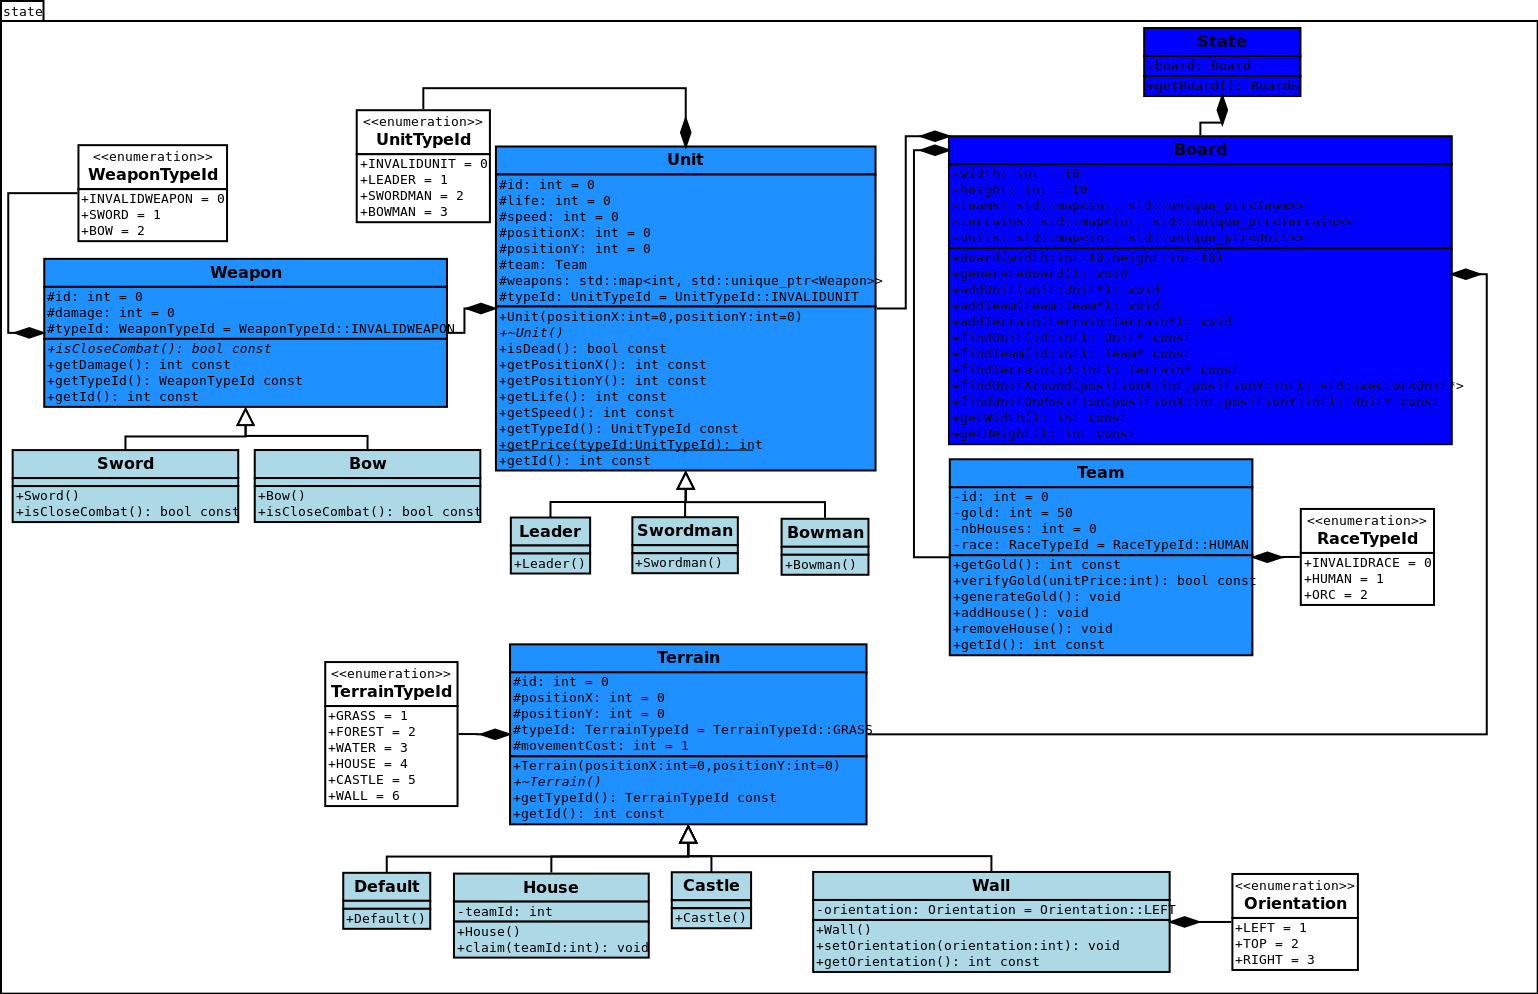 state
State
-board: Board
+getBoard(): Board&
<<enumeration>>
UnitTypeId
+INVALIDUNIT = 0
+LEADER = 1
+SWORDMAN = 2
+BOWMAN = 3
<<enumeration>>
WeaponTypeId
+INVALIDWEAPON = 0
+SWORD = 1
+BOW = 2
Unit
#id: int = 0
#life: int = 0
#speed: int = 0
#positionX: int = 0
#positionY: int = 0
#team: Team
#weapons: std::map<int, std::unique_ptr<Weapon>>
#typeId: UnitTypeId = UnitTypeId::INVALIDUNIT
+Unit(positionX:int=0,positionY:int=0)
+~Unit()
+isDead(): bool const
+getPositionX(): int const
+getPositionY(): int const
+getLife(): int const
+getSpeed(): int const
+getTypeId(): UnitTypeId const
+getPrice(typeId:UnitTypeId): int
+getId(): int const
Board
-width: int = 10
-height: int = 10
-teams: std::map<int, std::unique_ptr<Team>>
-terrains: std::map<int, std::unique_ptr<Terrain>>
-units: std::map<int, std::unique_ptr<Unit>>
+Board(width:int=10,height:int=10)
+generateBoard(): void
+addUnit(unit:Unit*): void
+addTeam(team:Team*): void
+addTerrain(terrain:Terrain*): void
+findUnit(id:int): Unit* const
+findTeam(id:int): Team* const
+findTerrain(id:int): Terrain* const
+findUnitAround(positionX:int,positionY:int): std::vector<Unit*>
+findUnitOnPosition(positionX:int,positionY:int): Unit* const
+getWidth(): int const
+getHeight(): int const
Weapon
#id: int = 0
#damage: int = 0
#typeId: WeaponTypeId = WeaponTypeId::INVALIDWEAPON
+isCloseCombat(): bool const
+getDamage(): int const
+getTypeId(): WeaponTypeId const
+getId(): int const
Sword
+Sword()
+isCloseCombat(): bool const
Bow
+Bow()
+isCloseCombat(): bool const
Leader
+Leader()
Swordman
+Swordman()
Bowman
+Bowman()
Team
-id: int = 0
-gold: int = 50
-nbHouses: int = 0
-race: RaceTypeId = RaceTypeId::HUMAN
+getGold(): int const
+verifyGold(unitPrice:int): bool const
+generateGold(): void
+addHouse(): void
+removeHouse(): void
+getId(): int const
<<enumeration>>
RaceTypeId
+INVALIDRACE = 0
+HUMAN = 1
+ORC = 2
<<enumeration>>
TerrainTypeId
+GRASS = 1
+FOREST = 2
+WATER = 3
+HOUSE = 4
+CASTLE = 5
+WALL = 6
Terrain
#id: int = 0
#positionX: int = 0
#positionY: int = 0
#typeId: TerrainTypeId = TerrainTypeId::GRASS
#movementCost: int = 1
+Terrain(positionX:int=0,positionY:int=0)
+~Terrain()
+getTypeId(): TerrainTypeId const
+getId(): int const
Default
+Default()
House
-teamId: int
+House()
+claim(teamId:int): void
Castle
+Castle()
Wall
-orientation: Orientation = Orientation::LEFT
+Wall()
+setOrientation(orientation:int): void
+getOrientation(): int const
<<enumeration>>
Orientation
+LEFT = 1
+TOP = 2
+RIGHT = 3